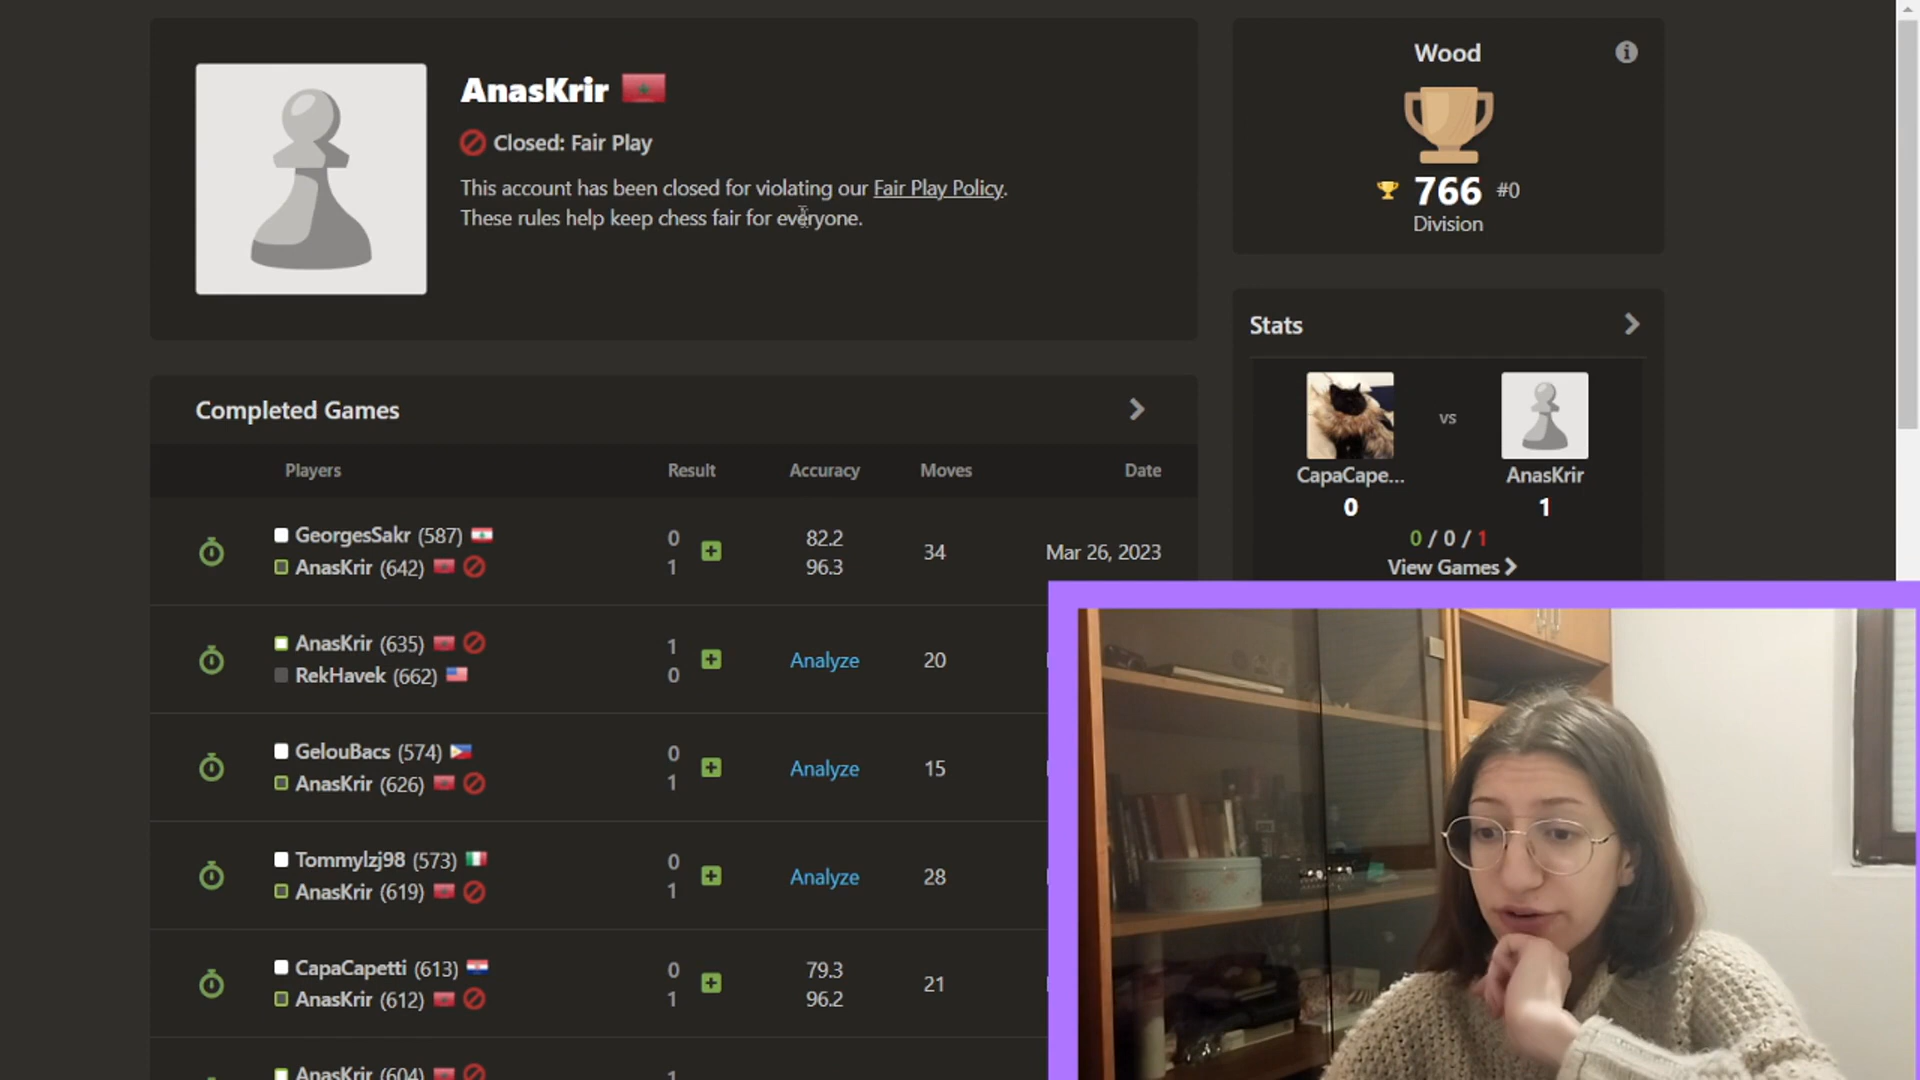 AnasKrir
Closed: Fair Play
This account has been closed for violating our Fair Play Policy.
These rules help keep chess fair for everyone.
Wood
766 #0
Division
Stats
CapaCape... vs AnasKrir
0 1
0 / 0 / 1
View Games
Completed Games
Players Result Accuracy Moves Date
GeorgesSakr (587) 0 82.2
AnasKrir (642) 1 96.3
34 Mar 26, 2023
AnasKrir (635) 1
RekHavek (662) 0
Analyze 20
GelouBacs (574) 0
AnasKrir (626) 1
Analyze 15
Tommylzj98 (573) 0
AnasKrir (619) 1
Analyze 28
CapaCapetti (613) 0 79.3
AnasKrir (612) 1 96.2
21
AnasKrir (604) 1